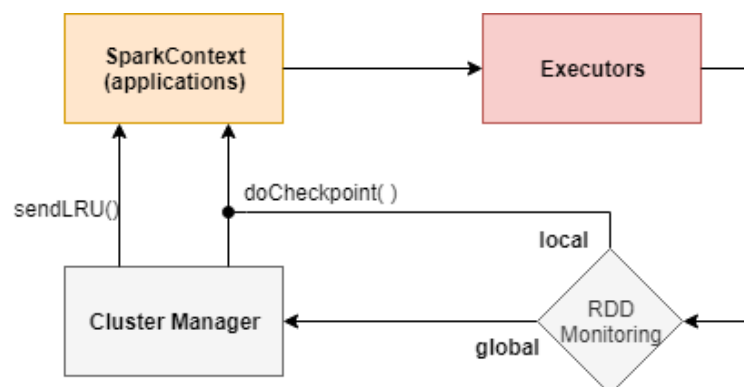 SparkContext
(applications)
Executors
sendLRU()
doCheckpoint( )
local
Cluster Manager
RDD
Monitoring
global